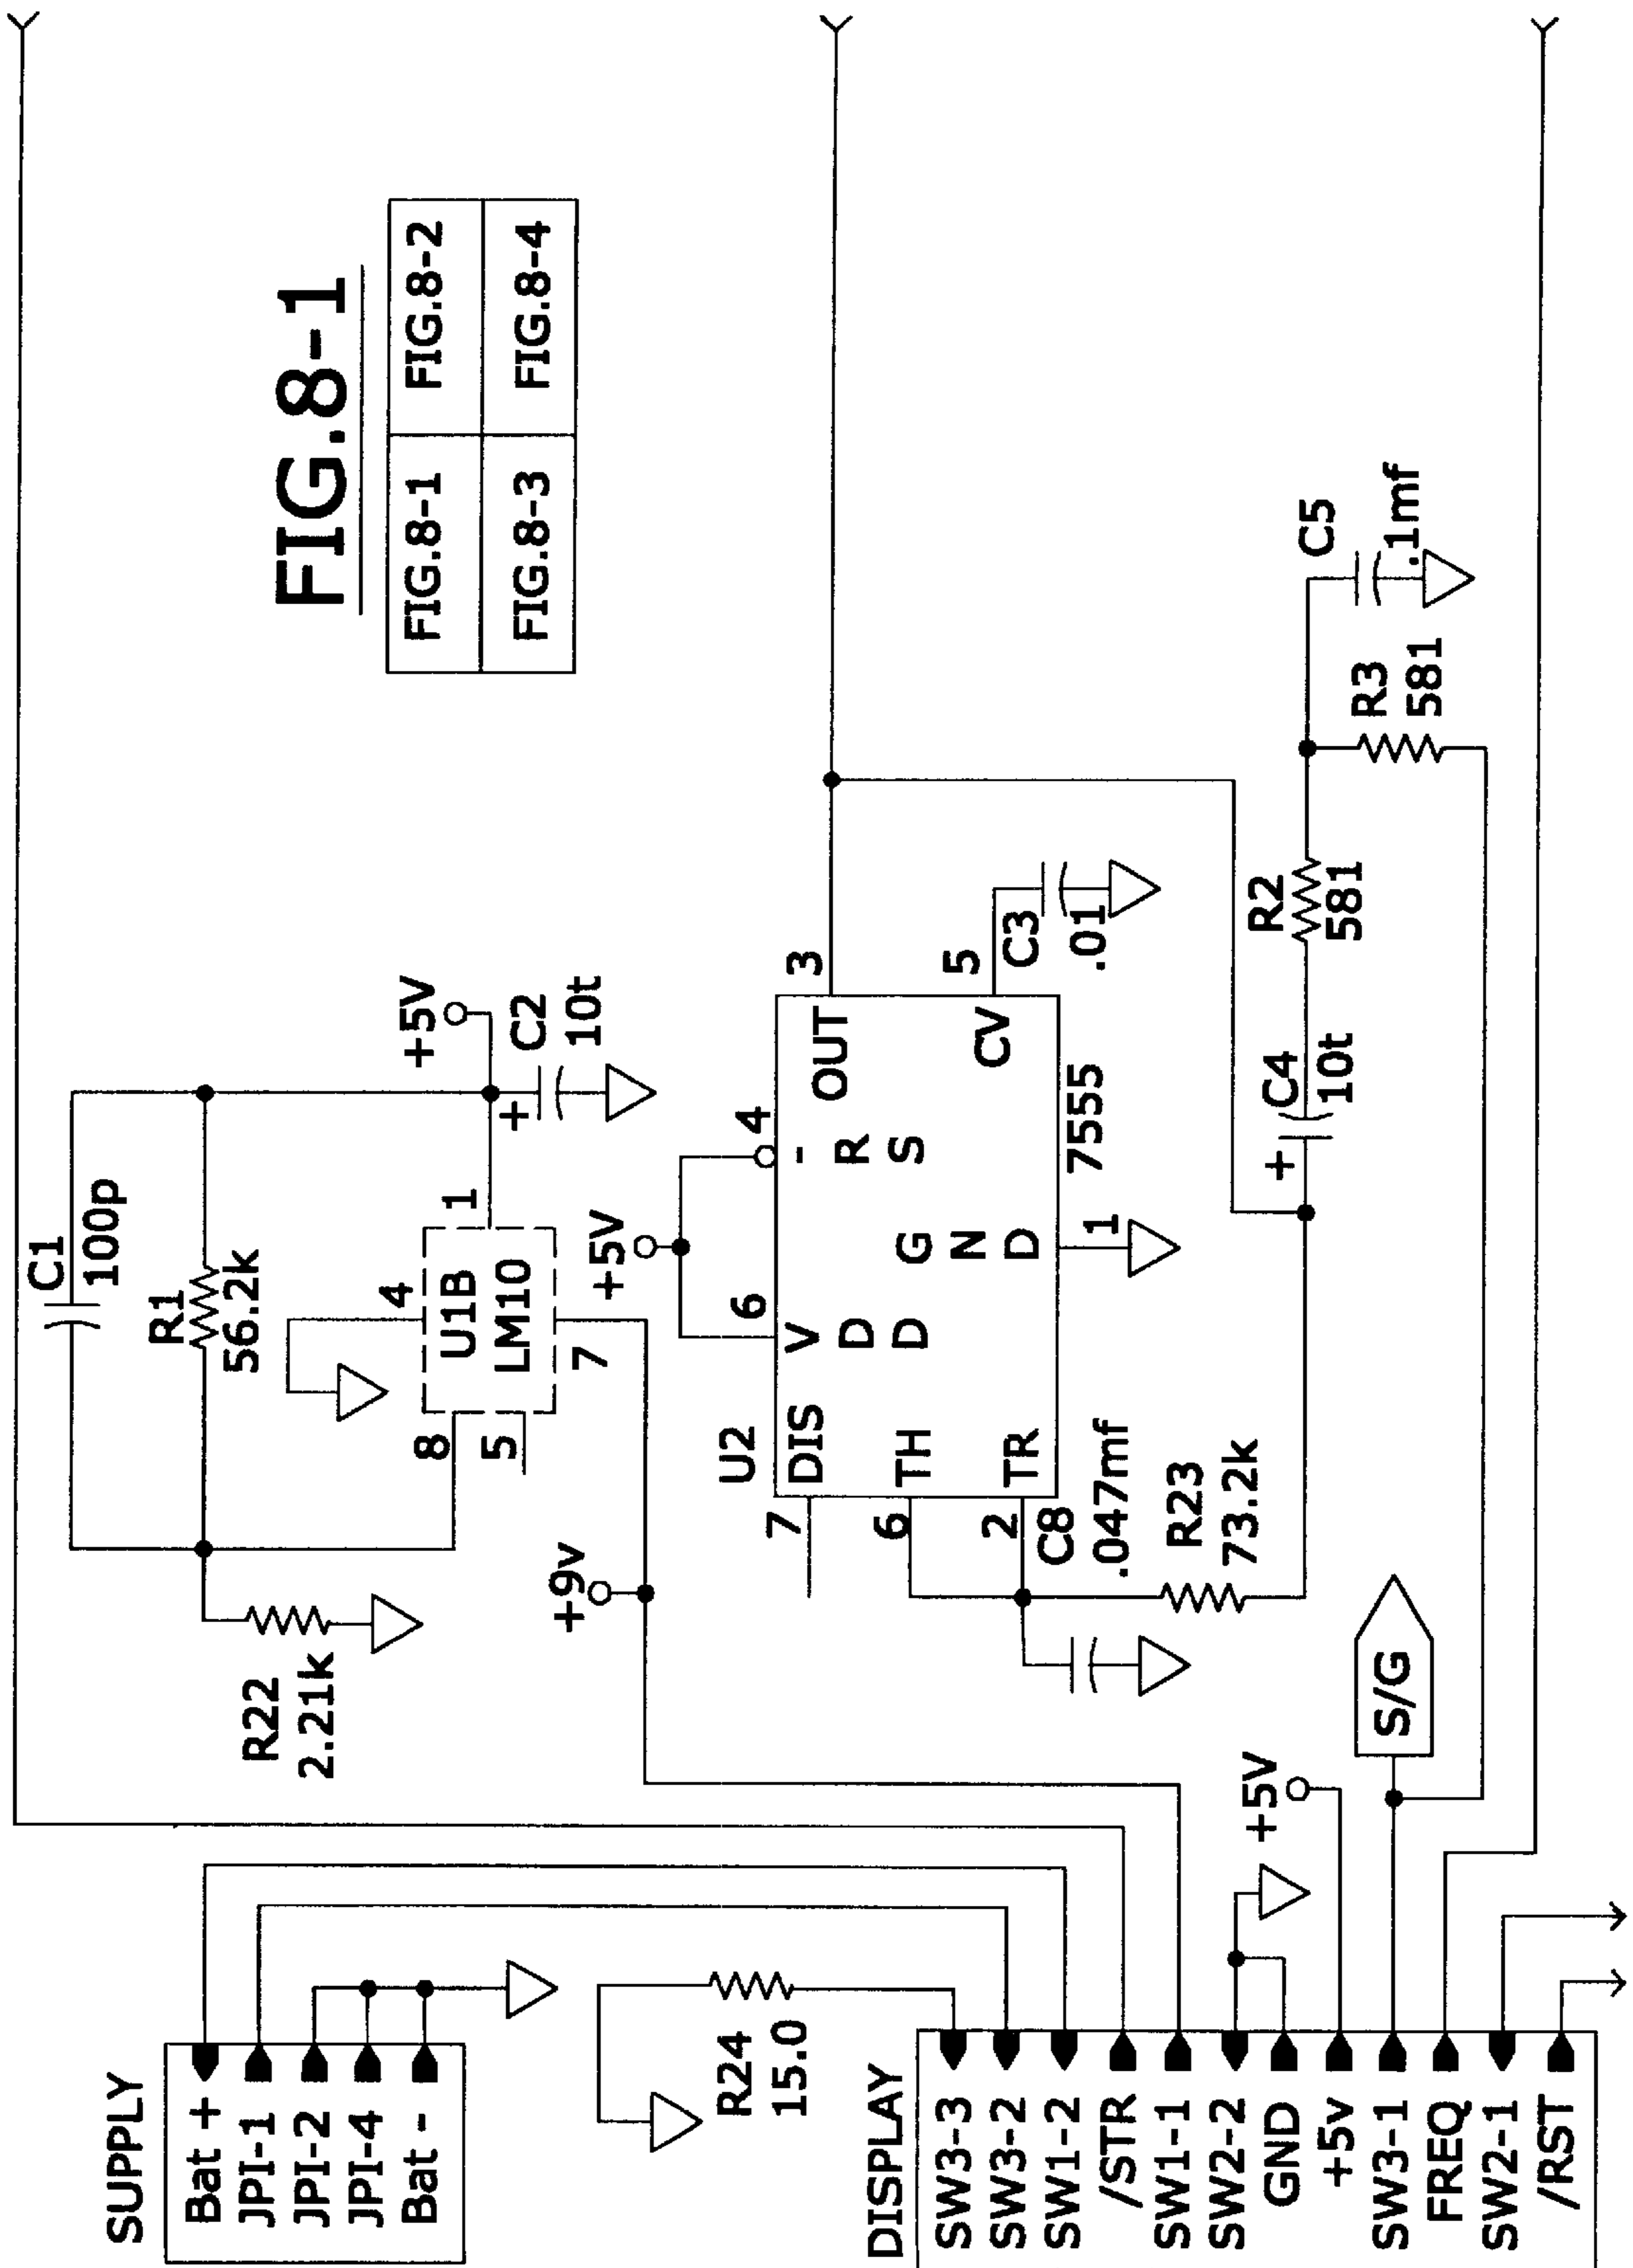 FIG.8-1
FIG.8-1 FIG.8-2
FIG.8-3 FIG.8-4
SUPPLY
Bat +
JPI-1
JPI-2
JPI-4
Bat -
C1
100p
R1
56.2k
R22
2.21k
4
U1B
LM10
8
5
1
7
+5V
+
C2
10t
+9v
+5V
U2
7
6
2
6
4
3
5
1
DIS
TH
TR
V
D
D
G
N
D
-
R
S
OUT
CV
7555
C3
.01
C8
.047mf
R23
73.2k
+
C4
10t
R2
581
R3
581
C5
.1mf
R24
15.0
S/G
+5V
DISPLAY
SW3-3
SW3-2
SW1-2
/STR
SW1-1
SW2-2
GND
+5v
SW3-1
FREQ
SW2-1
/RST